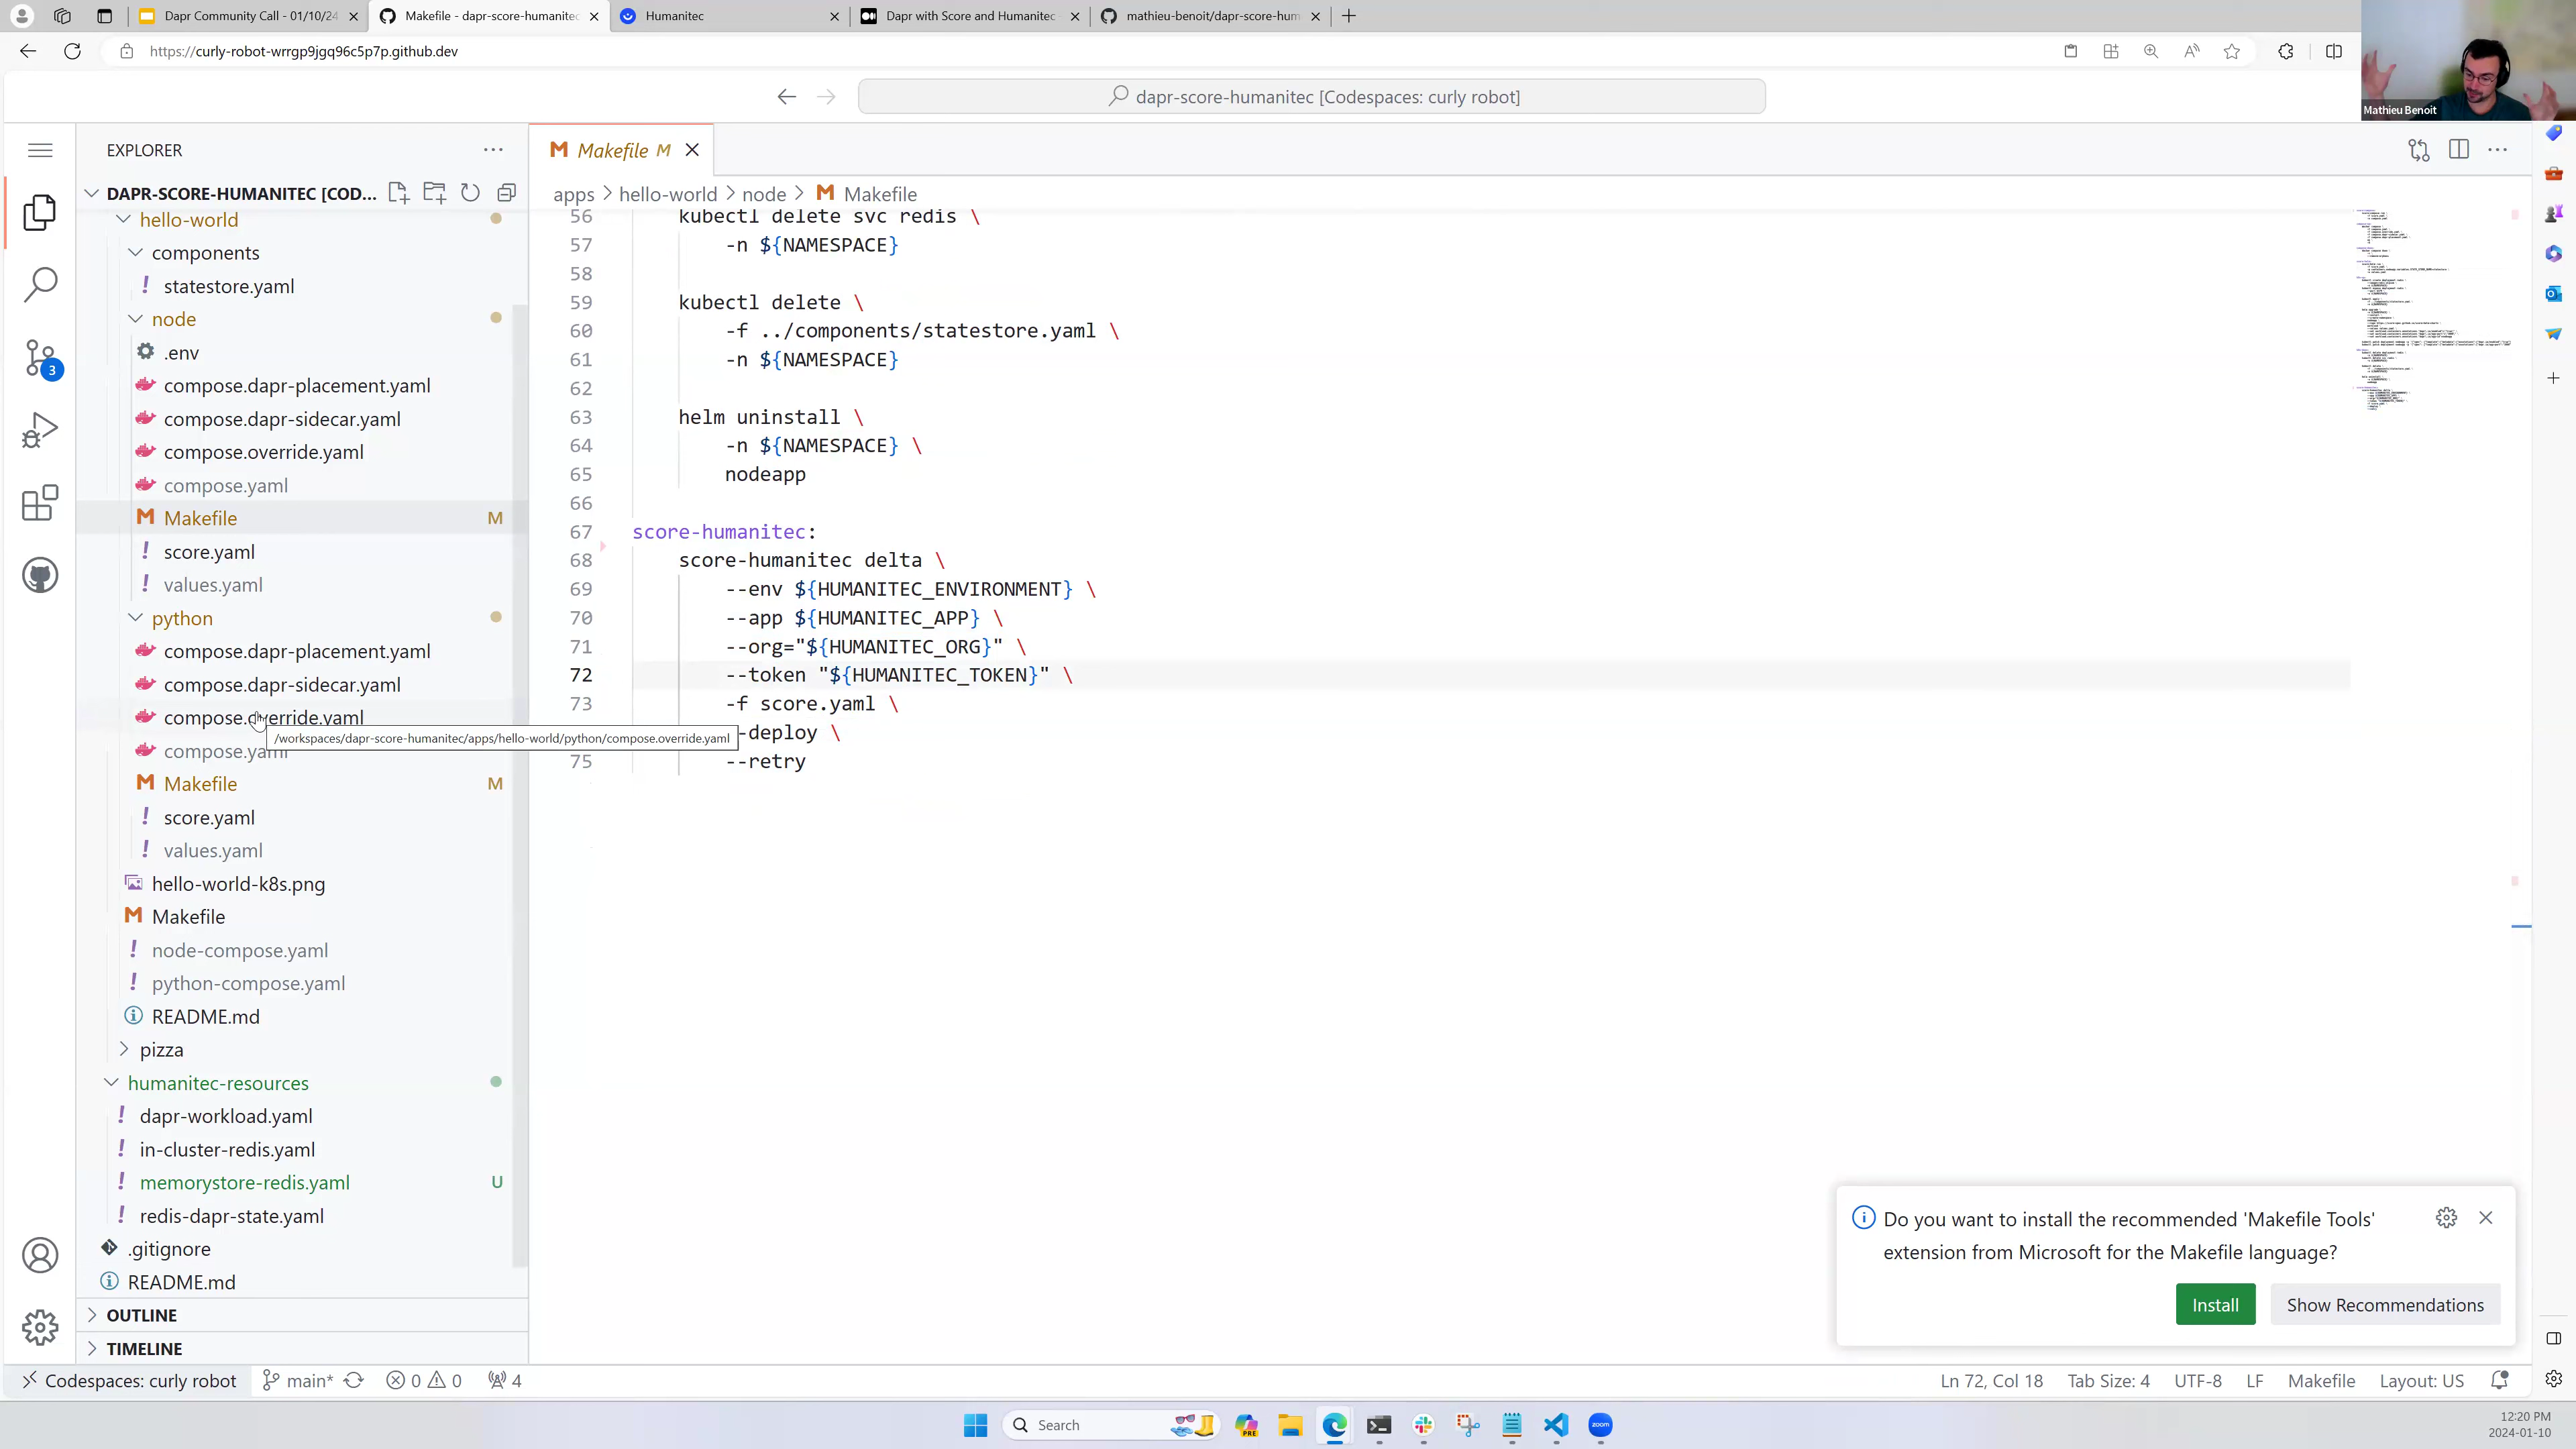 Dapr Community Call - 01/10/24
Makefile - dapr-score-humanitec
Humanitec
Dapr with Score and Humanitec
mathieu-benoit/dapr-score-hum
https://curly-robot-wrrgp9jgq96c5p7p.github.dev
Mathieu Benoit
dapr-score-humanitec [Codespaces: curly robot]
EXPLORER
Makefile M
DAPR-SCORE-HUMANITEC [COD...
apps > hello-world > node > Makefile
hello-world
components
statestore.yaml
node
.env
compose.dapr-placement.yaml
compose.dapr-sidecar.yaml
compose.override.yaml
compose.yaml
Makefile M
score.yaml
values.yaml
python
compose.dapr-placement.yaml
compose.dapr-sidecar.yaml
compose.override.yaml
/workspaces/dapr-score-humanitec/apps/hello-world/python/compose.override.yaml
compose.yaml
Makefile M
score.yaml
values.yaml
hello-world-k8s.png
Makefile
node-compose.yaml
python-compose.yaml
README.md
pizza
humanitec-resources
dapr-workload.yaml
in-cluster-redis.yaml
memorystore-redis.yaml U
redis-dapr-state.yaml
.gitignore
README.md
OUTLINE
TIMELINE
3
56 kubectl delete svc redis \
57 -n ${NAMESPACE}
58
59 kubectl delete \
60 -f ../components/statestore.yaml \
61 -n ${NAMESPACE}
62
63 helm uninstall \
64 -n ${NAMESPACE} \
65 nodeapp
66
67 score-humanitec:
68 score-humanitec delta \
69 --env ${HUMANITEC_ENVIRONMENT} \
70 --app ${HUMANITEC_APP} \
71 --org="${HUMANITEC_ORG}" \
72 --token "${HUMANITEC_TOKEN}" \
73 -f score.yaml \
-deploy \
75 --retry
Do you want to install the recommended 'Makefile Tools'
extension from Microsoft for the Makefile language?
Install
Show Recommendations
Codespaces: curly robot main* 0 0 4
Ln 72, Col 18 Tab Size: 4 UTF-8 LF Makefile Layout: US
Search
PRE
zoom
12:20 PM
2024-01-10